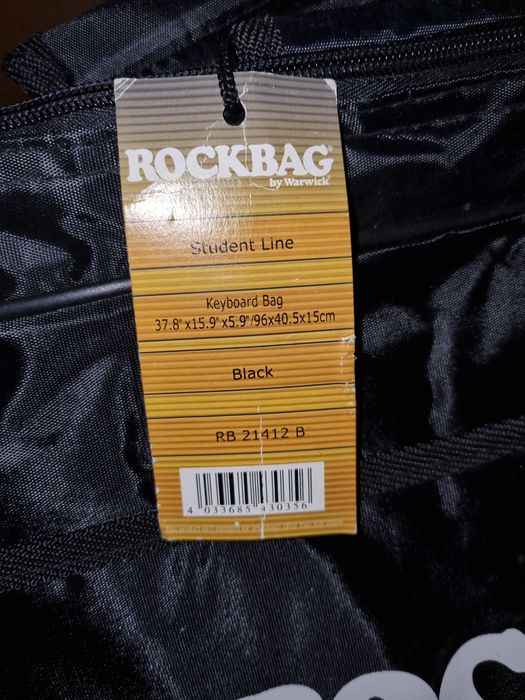 ROCKBAG®
by Warwick
Student Line
Keyboard Bag
37.8"x15.9"x5.9"/96x40.5x15cm
Black
RB 21412 B
4 033685 430356